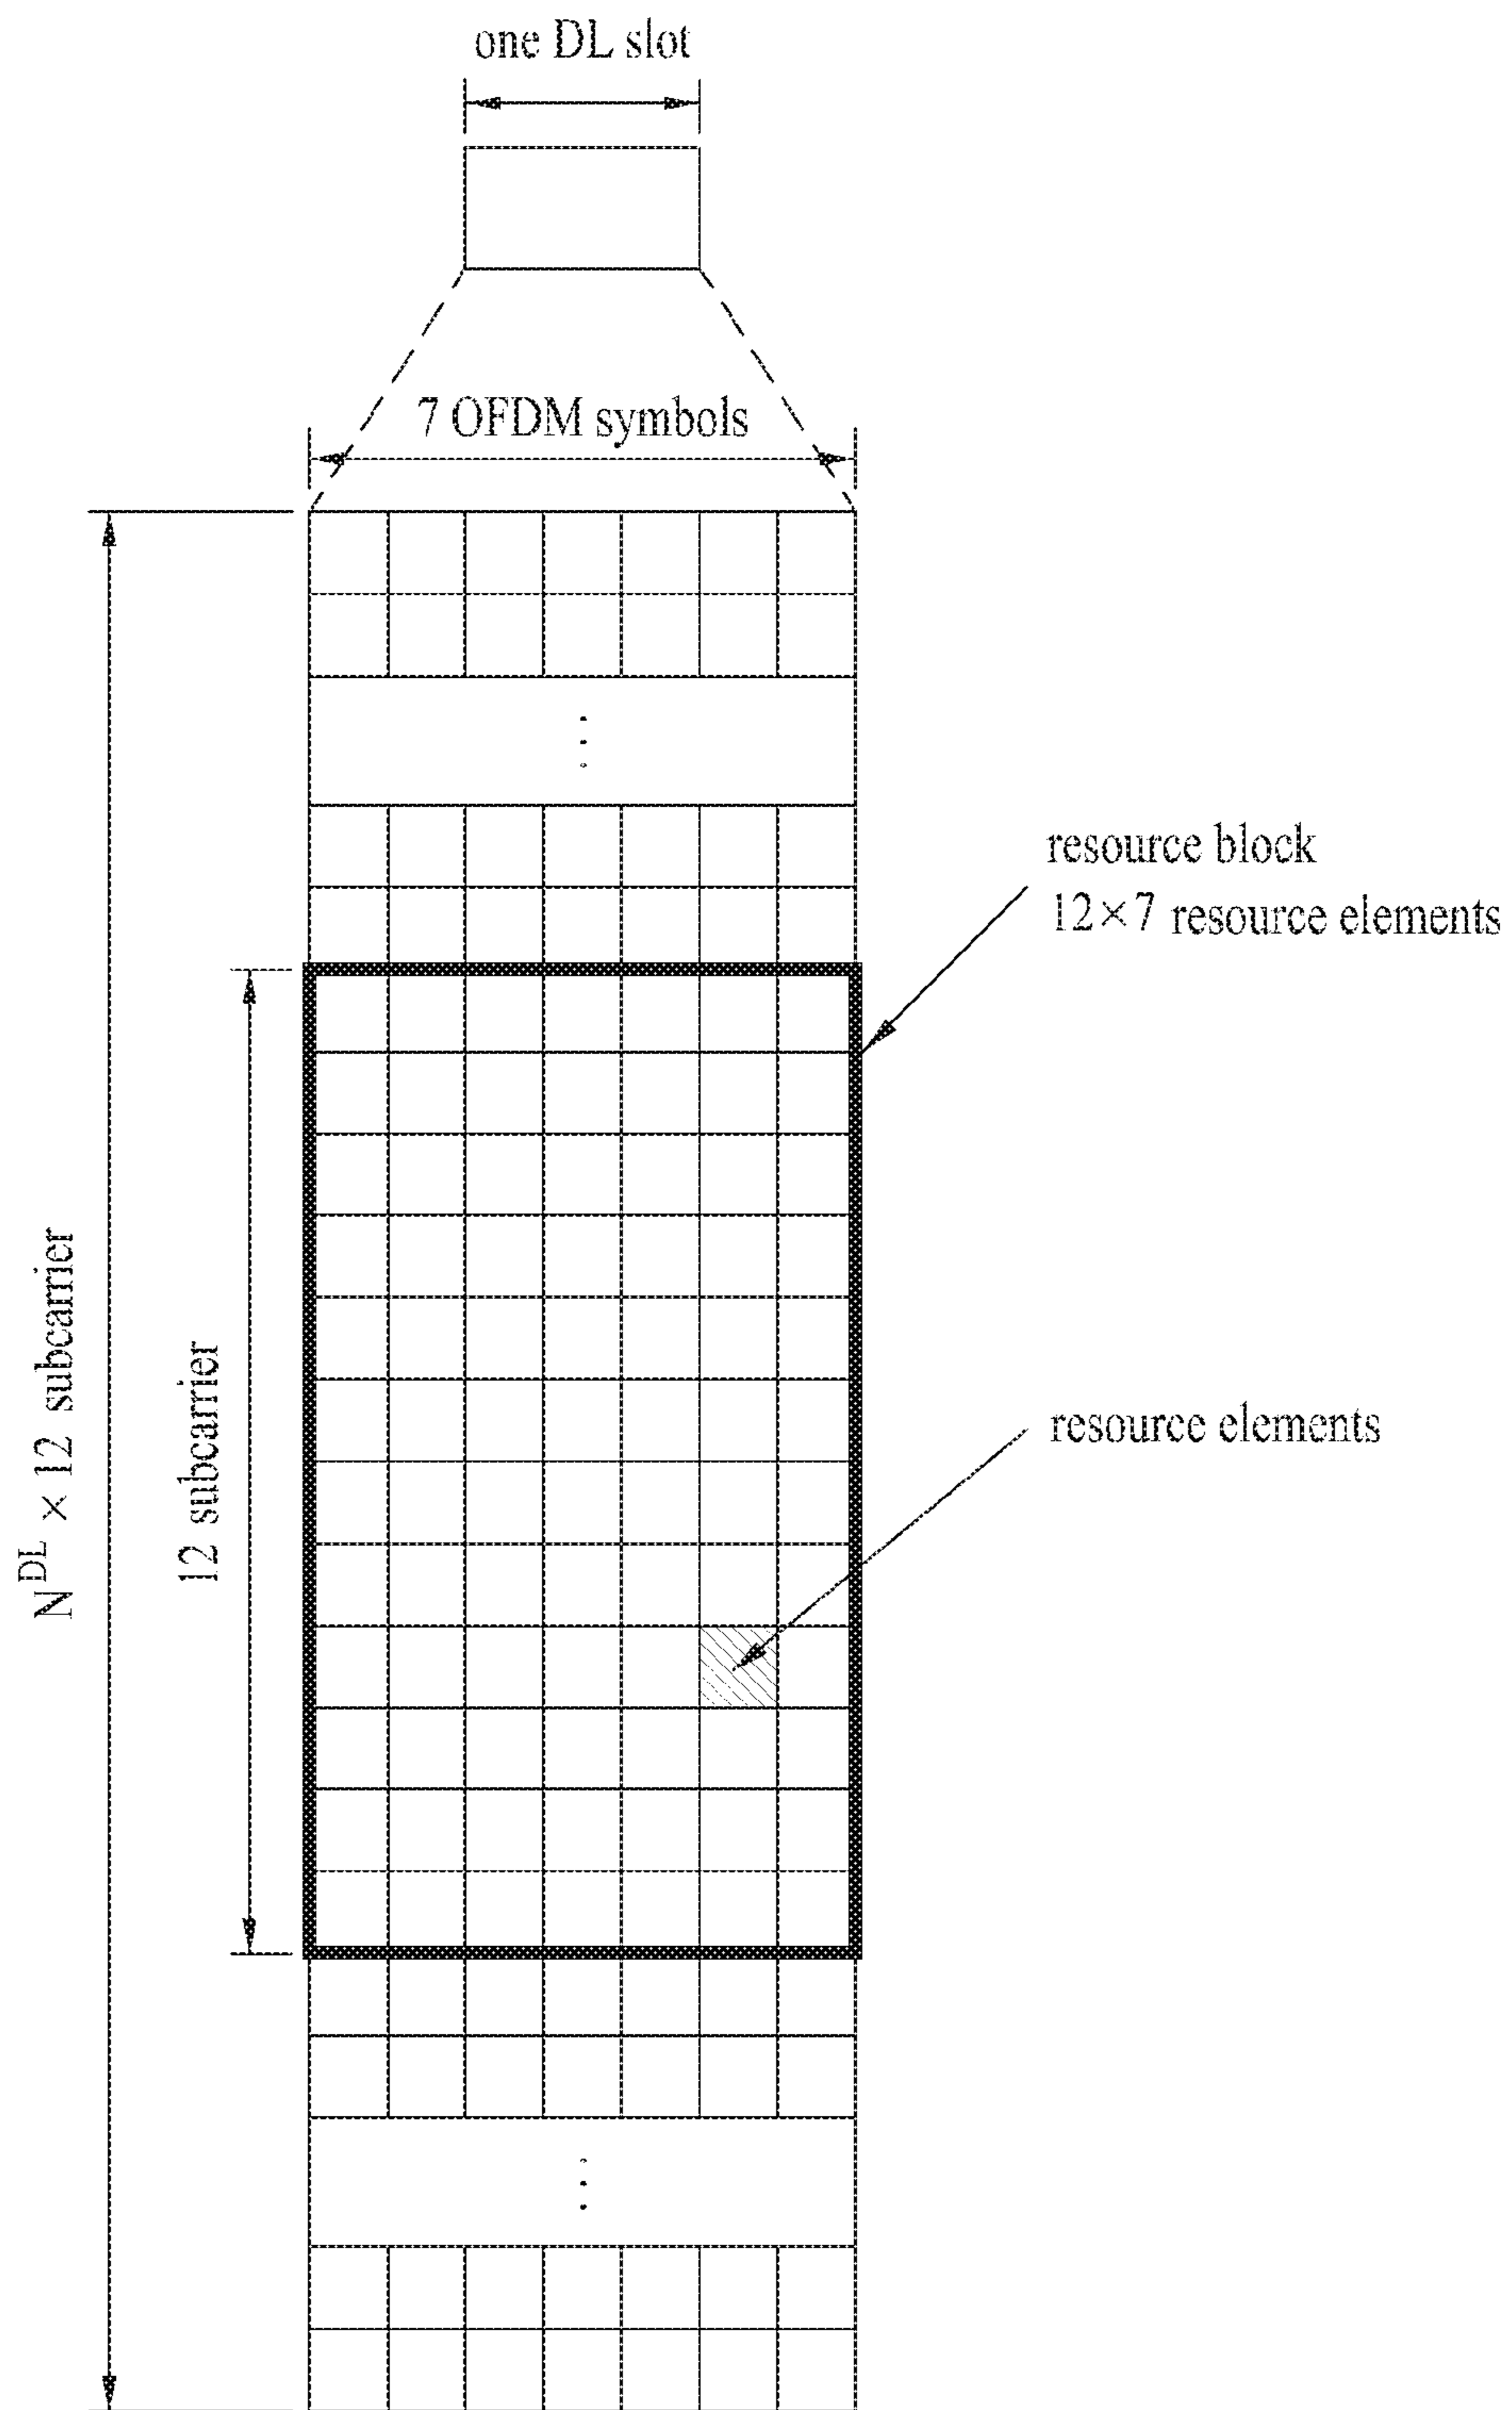 one DL slot
7 OFDM symbols
resource block
12×7 resource elements
resource elements
12 subcarrier
N^DL × 12 subcarrier